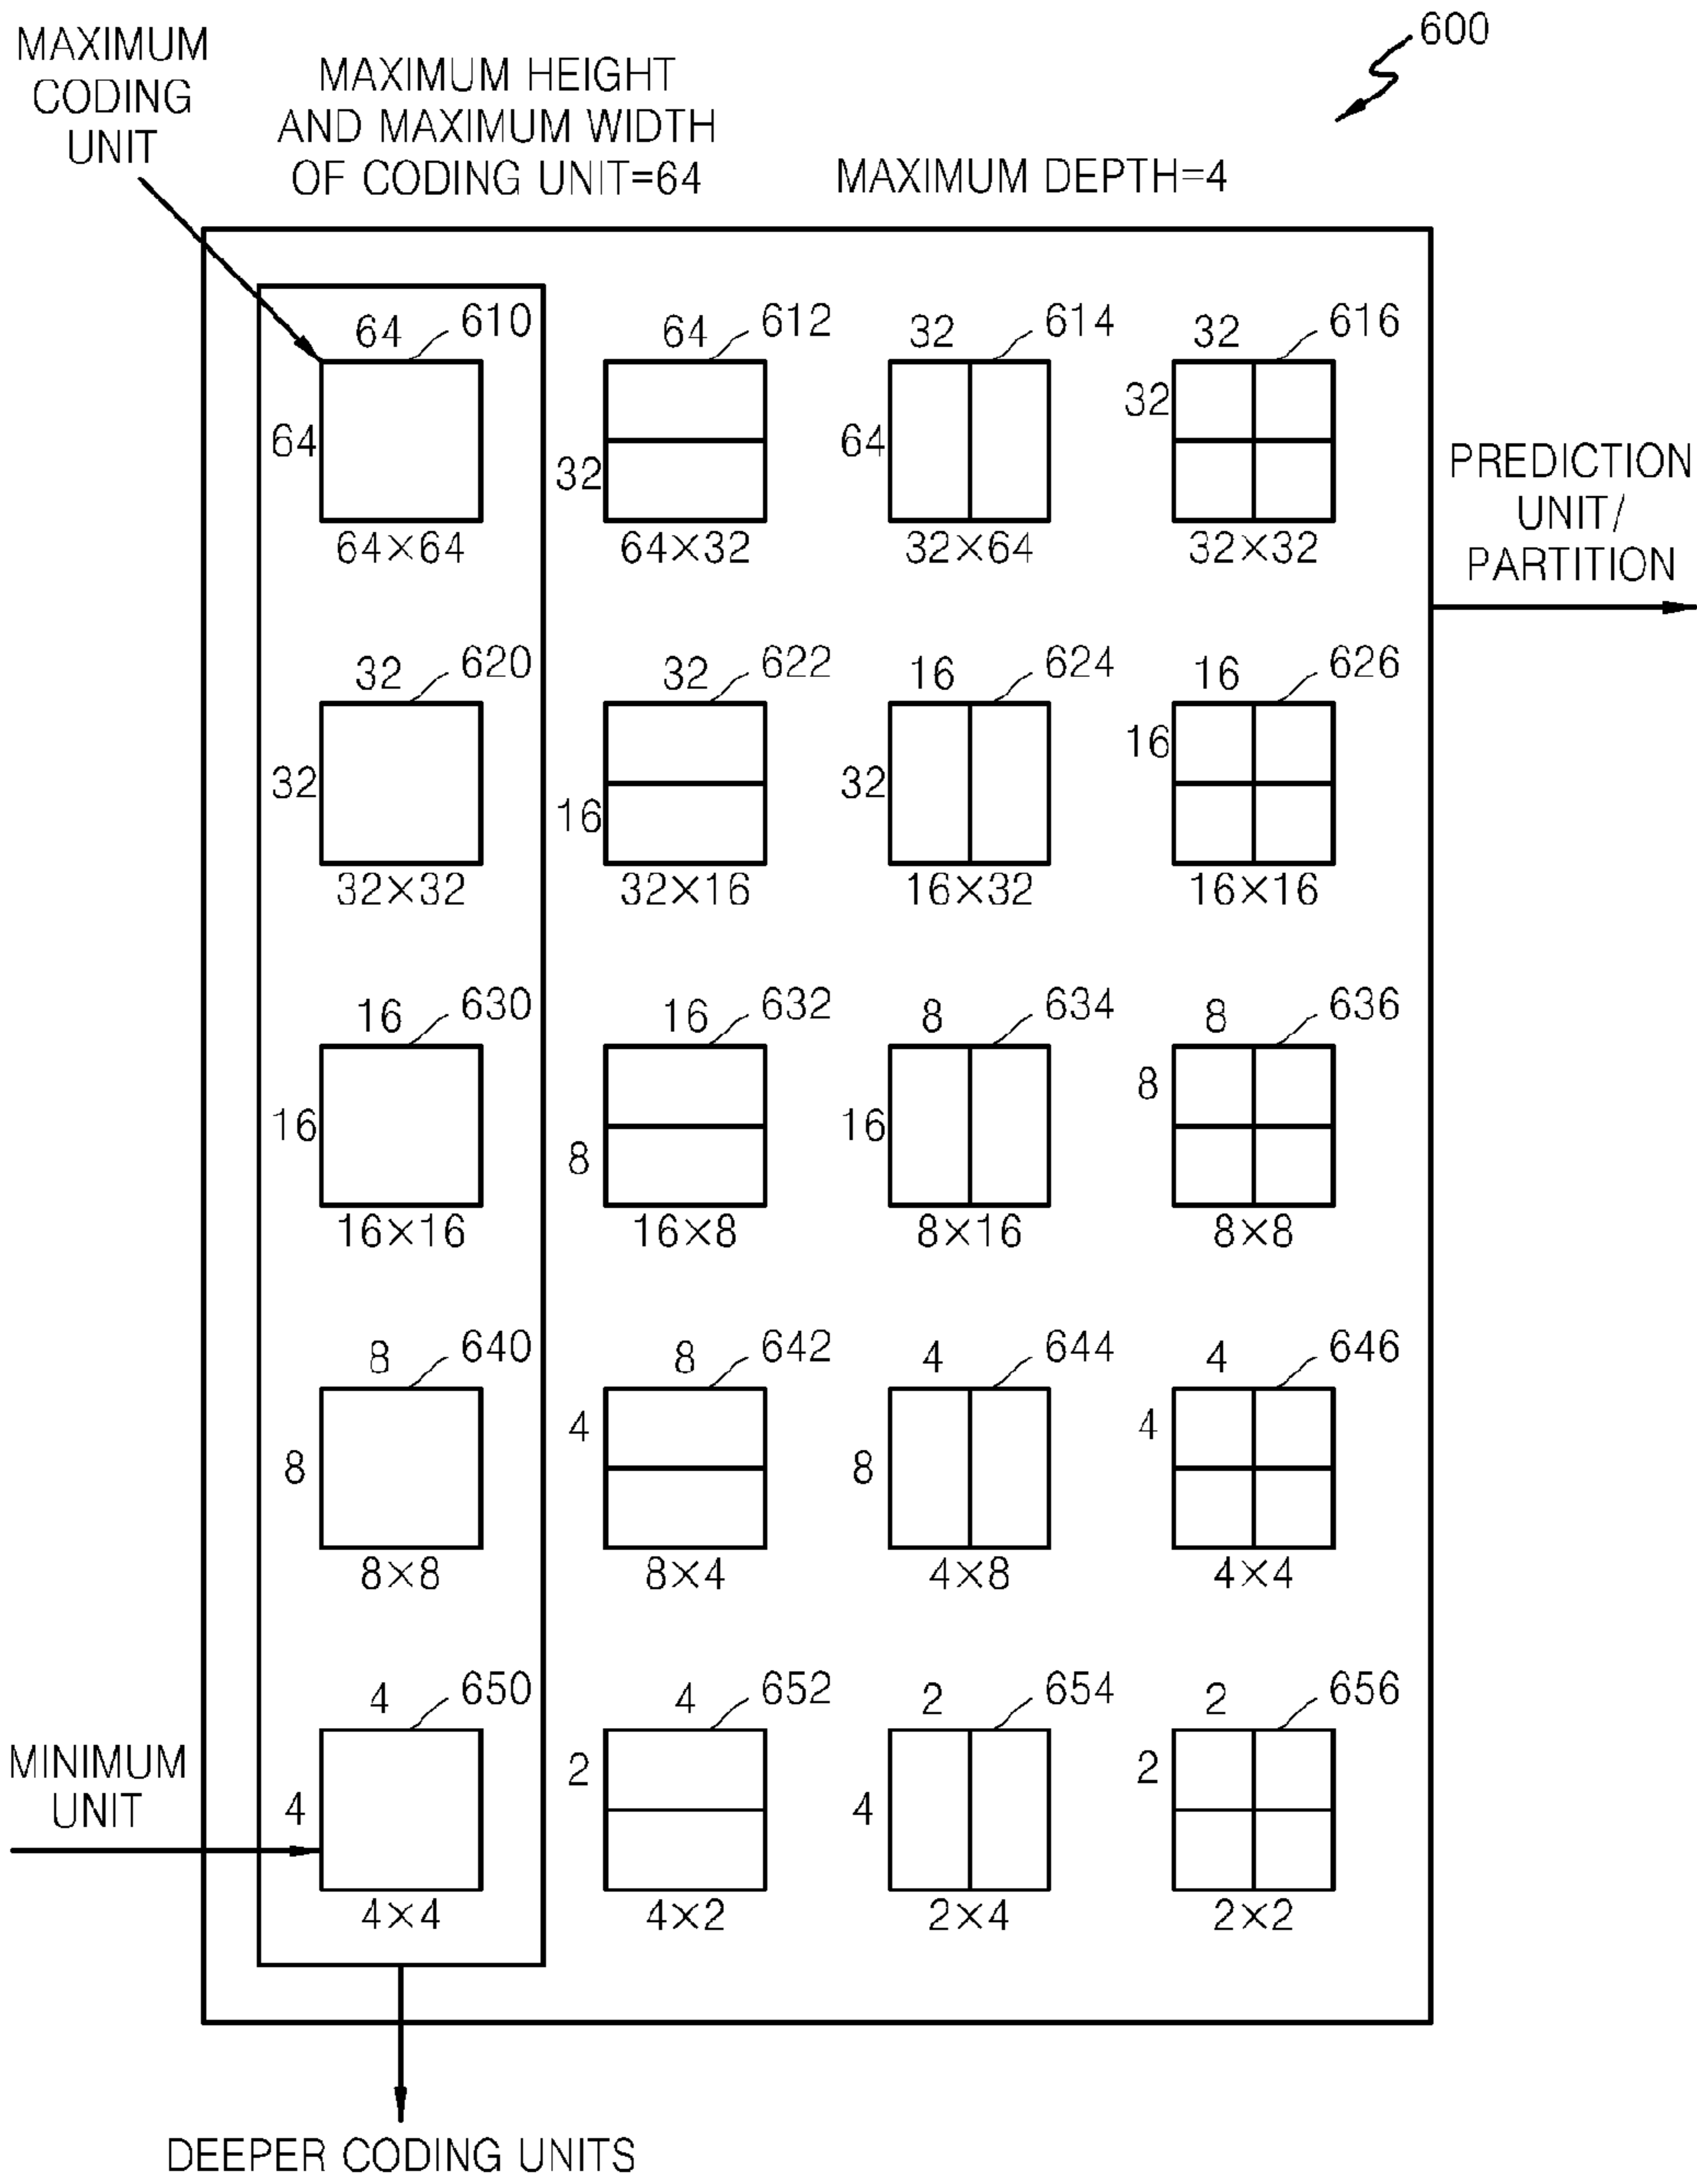 600
MAXIMUM
CODING
UNIT
MAXIMUM HEIGHT
AND MAXIMUM WIDTH
OF CODING UNIT=64
MAXIMUM DEPTH=4
64 610 64 612 32 614 32 616
64 32 64 32
64×64 64×32 32×64 32×32
PREDICTION
UNIT/
PARTITION
32 620 32 622 16 624 16 626
32 16 32 16
32×32 32×16 16×32 16×16
16 630 16 632 8 634 8 636
16 8 16 8
16×16 16×8 8×16 8×8
8 640 8 642 4 644 4 646
8 4 8 4
8×8 8×4 4×8 4×4
4 650 4 652 2 654 2 656
MINIMUM
UNIT
4 2 4 2
4×4 4×2 2×4 2×2
DEEPER CODING UNITS